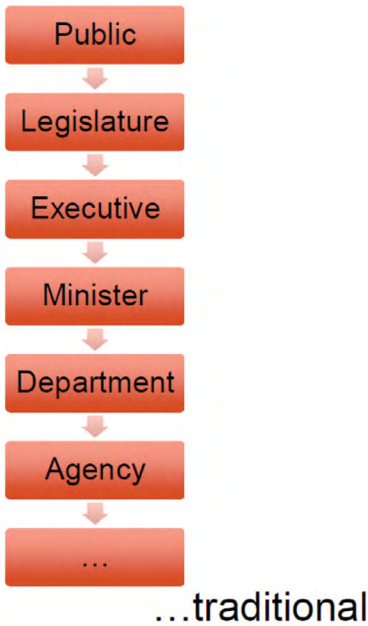 Public
Legislature
Executive
Minister
Department
Agency
…
…traditional